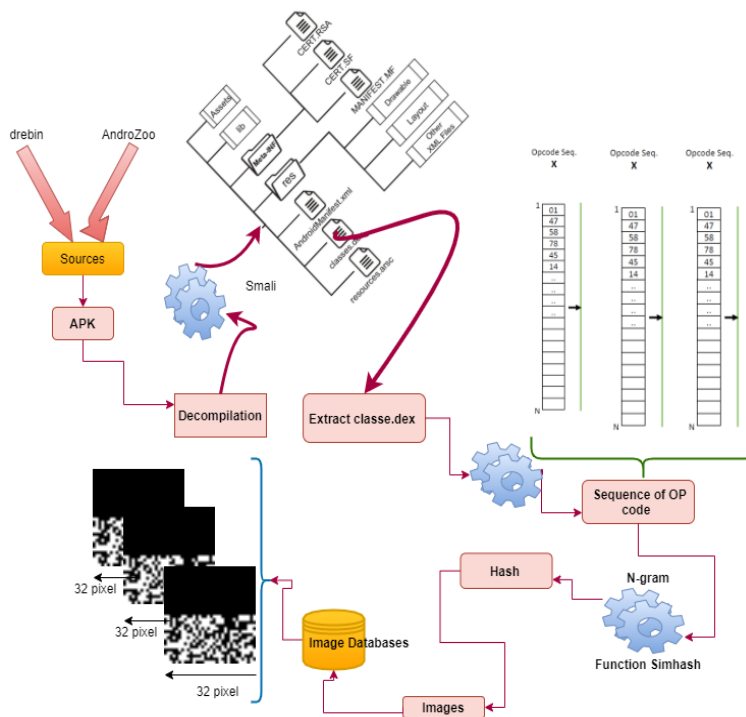 drebin
AndroZoo
Sources
APK
Decompilation
Smali
Assets
lib
Meta-INF
res
CERT.RSA
CERT.SF
MANIFEST.MF
Drawable
Layout
Other
XML Files
AndroidManifest.xml
resources.arsc
Extract classe.dex
Opcode Seq.
X
1
01
47
58
78
45
14
..
..
..
..
N
Opcode Seq.
X
1
01
47
58
78
45
14
..
..
..
..
N
Opcode Seq.
X
1
01
47
58
78
45
14
..
..
..
..
N
Sequence of OP
code
N-gram
Function Simhash
Hash
Images
Image Databases
32 pixel
32 pixel
32 pixel